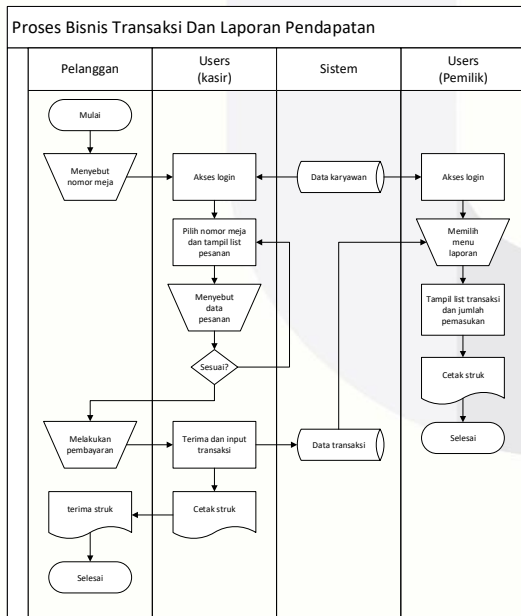 Proses Bisnis Transaksi Dan Laporan Pendapatan
Pelanggan
Users
(kasir)
Sistem
Users
(Pemilik)
Mulai
Menyebut
nomor meja
Akses login
Data karyawan
Akses login
Pilih nomor meja
dan tampil list
pesanan
Memilih
menu
laporan
Menyebut
data
pesanan
Tampil list transaksi
dan jumlah
pemasukan
Sesuai?
Cetak struk
Melakukan
pembayaran
Terima dan input
transaksi
Data transaksi
Selesai
terima struk
Cetak struk
Selesai